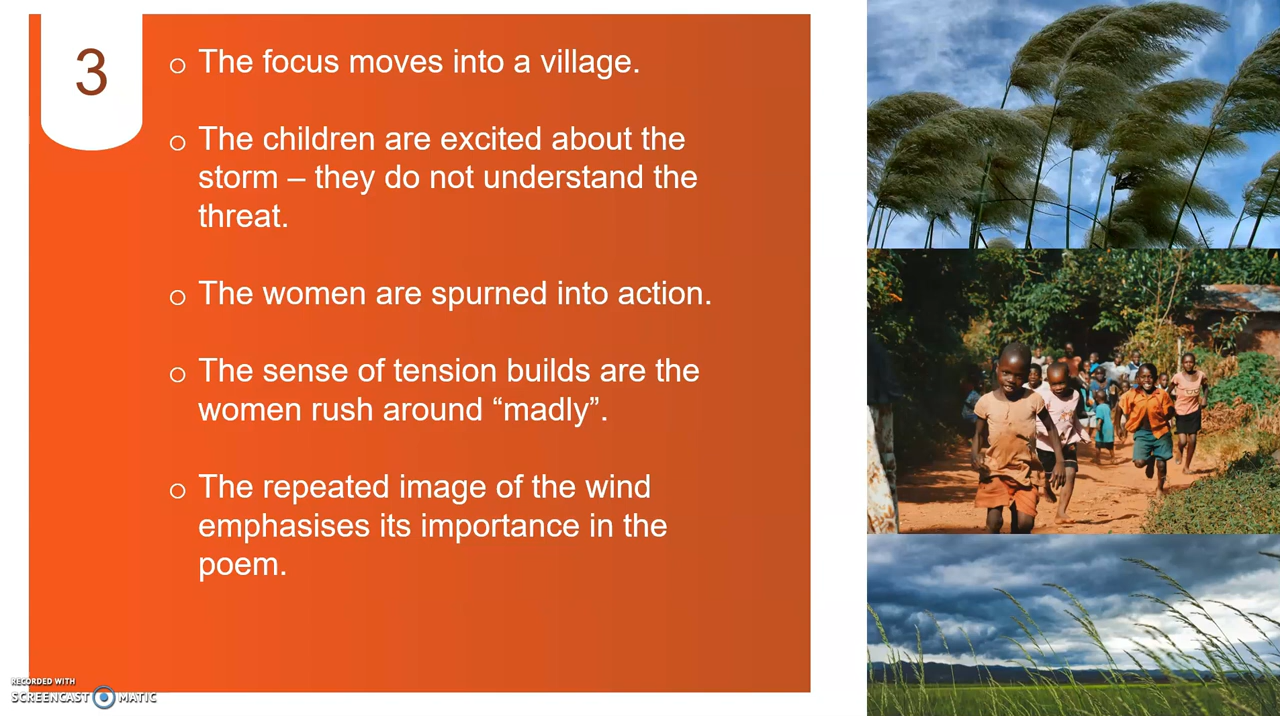 3
○ The focus moves into a village.
○ The children are excited about the
storm – they do not understand the
threat.
○ The women are spurned into action.
○ The sense of tension builds are the
women rush around “madly”.
○ The repeated image of the wind
emphasises its importance in the
poem.
RECORDED WITH
SCREENCAST MATIC